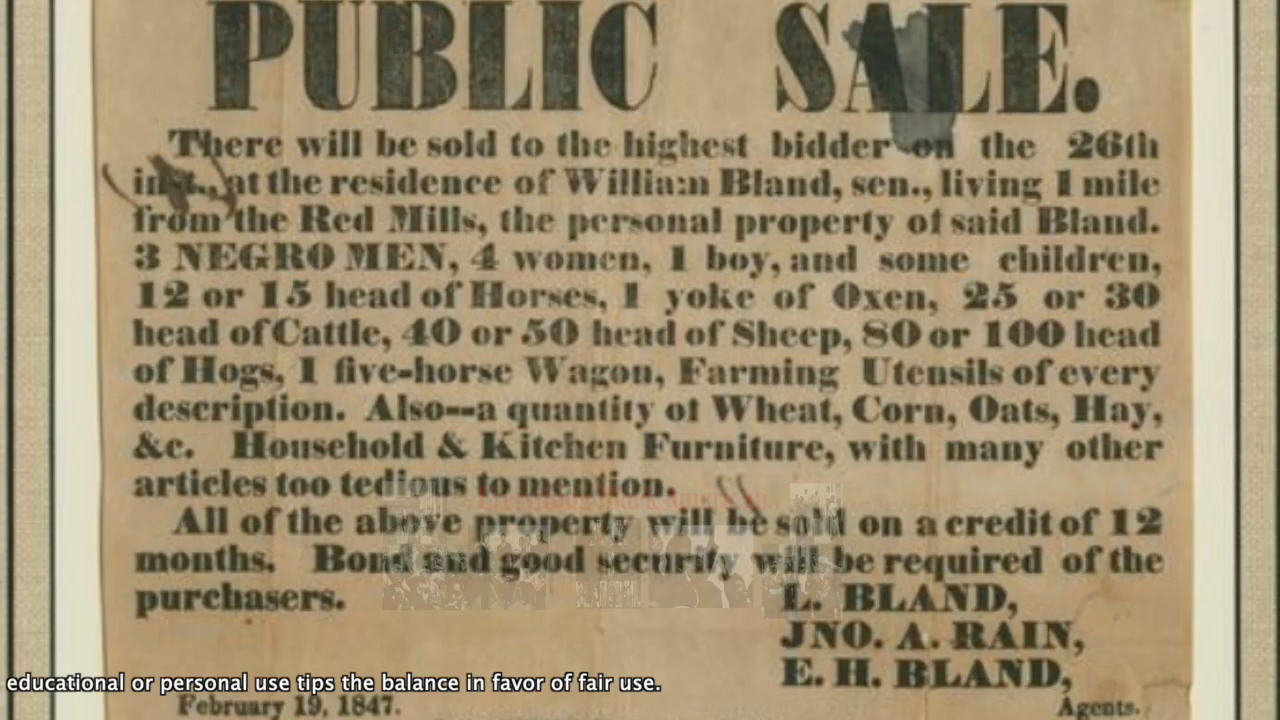 PUBLIC SALE.
There will be sold to the highest bidder on the 26th
inst., at the residence of William Bland, sen., living 1 mile
from the Red Mills, the personal property of said Bland.
3 NEGRO MEN, 4 women, 1 boy, and some children,
12 or 15 head of Horses, 1 yoke of Oxen, 25 or 30
head of Cattle, 40 or 50 head of Sheep, 80 or 100 head
of Hogs, 1 five-horse Wagon, Farming Utensils of every
description. Also--a quantity of Wheat, Corn, Oats, Hay,
&c. Household & Kitchen Furniture, with many other
articles too tedious to mention.
All of the above property will be sold on a credit of 12
months. Bond and good security will be required of the
purchasers.
L. BLAND,
JNO. A. RAIN,
E. H. BLAND,
Agents.
February 19, 1847.
educational or personal use tips the balance in favor of fair use.